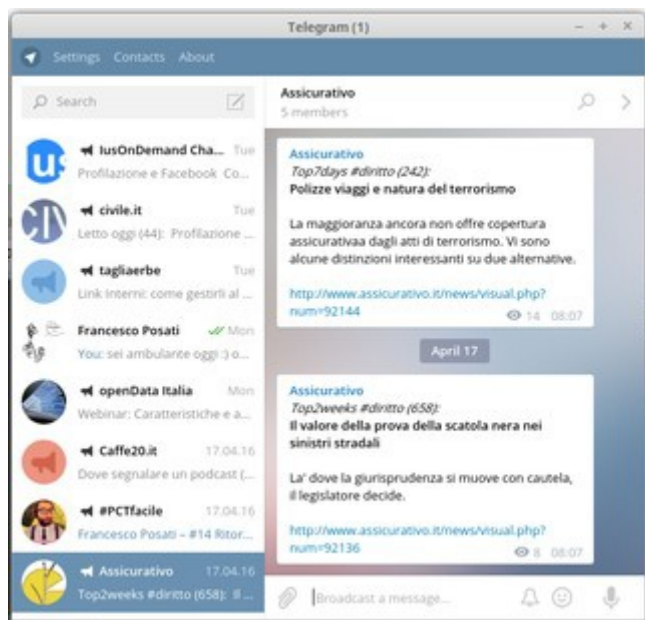 Telegram (1)
Settings Contacts About
Search
IusOnDemand Cha... Tue
Profilazione e Facebook Co...
civile.it Tue
Letto oggi (44): Profilazione ...
tagliaerbe Tue
Link interni: come gestirli al ...
Francesco Posati Mon
You: sei ambulante oggi :) o...
openData Italia Mon
Webinar: Caratteristiche e a...
Caffe20.it 17.04.16
Dove segnalare un podcast (...
#PCTfacile 17.04.16
Francesco Posati – #14 Ritor...
Assicurativo 17.04.16
Top2weeks #diritto (658): Il ...
Assicurativo
5 members
Assicurativo
Top7days #diritto (242):
Polizze viaggi e natura del terrorismo
La maggioranza ancora non offre copertura
assicurativaa dagli atti di terrorismo. Vi sono
alcune distinzioni interessanti su due alternative.
http://www.assicurativo.it/news/visual.php?
num=92144 14 08:07
April 17
Assicurativo
Top2weeks #diritto (658):
Il valore della prova della scatola nera nei
sinistri stradali
La' dove la giurisprudenza si muove con cautela,
il legislatore decide.
http://www.assicurativo.it/news/visual.php?
num=92136 8 08:07
Broadcast a message...